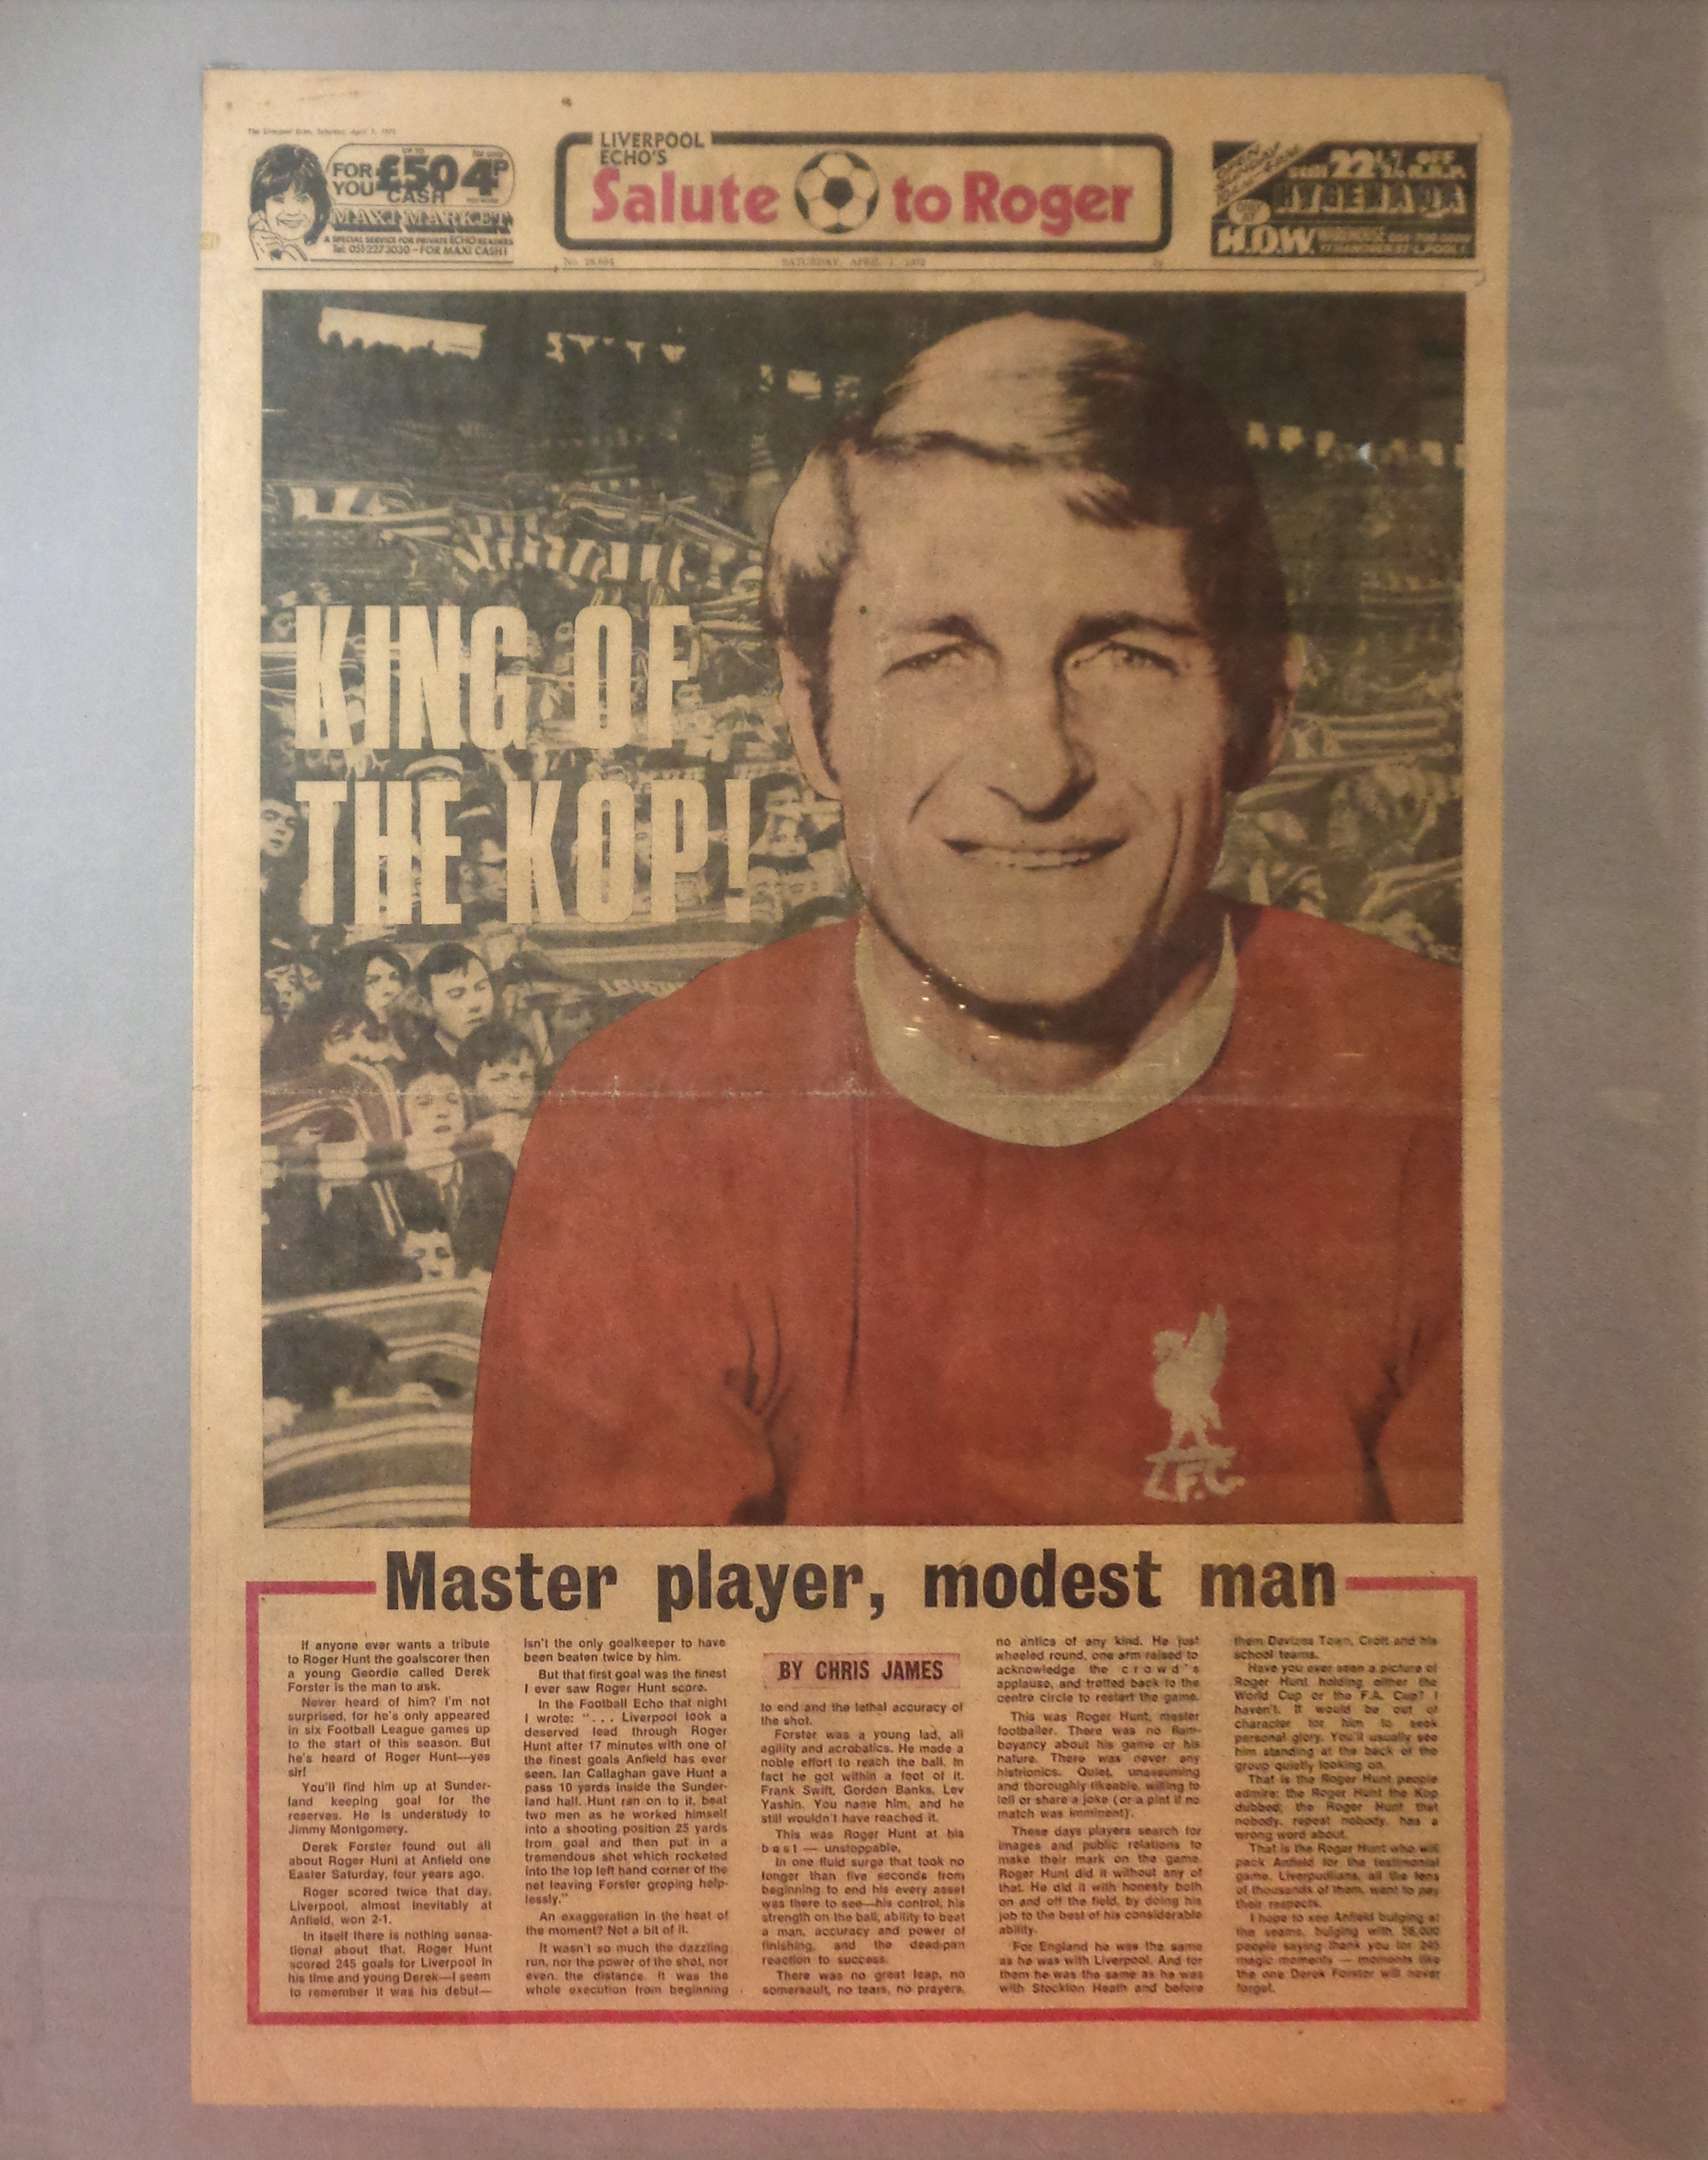 The Liverpool Echo, Saturday, April 1, 1972
FOR YOU
UP TO
£50
CASH
for only
4P
MAXI MARKET
A SPECIAL SERVICE FOR PRIVATE ECHO READERS
Tel: 051-227 3030 – FOR MAXI CASH!
LIVERPOOL
ECHO'S
Salute to Roger
22½% OFF
H.D.W. WAREHOUSE
No. 28,694
SATURDAY, APRIL 1, 1972
KING OF
THE KOP!
L.F.C.
Master player, modest man
If anyone ever wants a tribute
to Roger Hunt the goalscorer then
a young Geordie called Derek
Forster is the man to ask.
Never heard of him? I'm not
surprised, for he's only appeared
in six Football League games up
to the start of this season. But
he's heard of Roger Hunt—yes
sir!
You'll find him up at Sunder-
land keeping goal for the
reserves. He is understudy to
Jimmy Montgomery.
Derek Forster found out all
about Roger Hunt at Anfield one
Easter Saturday, four years ago.
Roger scored twice that day,
Liverpool, almost inevitably at
Anfield, won 2-1.
In itself there is nothing sensa-
tional about that. Roger Hunt
scored 245 goals for Liverpool in
his time and young Derek—I seem
to remember it was his debut—
isn't the only goalkeeper to have
been beaten twice by him.
But that first goal was the finest
I ever saw Roger Hunt score.
In the Football Echo that night
I wrote: ". . . Liverpool took a
deserved lead through Roger
Hunt after 17 minutes with one of
the finest goals Anfield has ever
seen. Ian Callaghan gave Hunt a
pass 10 yards inside the Sunder-
land half. Hunt ran on to it, beat
two men as he worked himself
into a shooting position 25 yards
from goal and then put in a
tremendous shot which rocketed
into the top left hand corner of the
net leaving Forster groping help-
lessly."
An exaggeration in the heat of
the moment? Not a bit of it.
It wasn't so much the dazzling
run, nor the power of the shot, nor
even, the distance. It was the
whole execution from beginning
BY CHRIS JAMES
to end and the lethal accuracy of
the shot.
Forster was a young lad, all
agility and acrobatics. He made a
noble effort to reach the ball. In
fact he got within a foot of it.
Frank Swift, Gordon Banks, Lev
Yashin. You name him, and he
still wouldn't have reached it.
This was Roger Hunt at his
best — unstoppable,
In one fluid surge that took no
longer than five seconds from
beginning to end his every asset
was there to see—his control, his
strength on the ball, ability to beat
a man, accuracy and power of
finishing, and the dead-pan
reaction to success.
There was no great leap, no
somersault, no tears, no prayers,
no antics of any kind. He just
wheeled round, one arm raised to
acknowledge the crowd's
applause, and trotted back to the
centre circle to restart the game.
This was Roger Hunt, master
footballer. There was no flam-
boyancy about his game or his
nature. There was never any
histrionics. Quiet, unassuming
and thoroughly likeable, willing to
tell or share a joke (or a pint if no
match was imminent).
These days players search for
images and public relations to
make their mark on the game.
Roger Hunt did it without any of
that. He did it with honesty both
on and off the field, by doing his
job to the best of his considerable
ability.
For England he was the same
as he was with Liverpool. And for
them he was the same as he was
with Stockton Heath and before
them Devizes Town, Croft and his
school teams.
Have you ever seen a picture of
Roger Hunt holding either the
World Cup or the F.A. Cup? I
haven't. It would be out of
character for him to seek
personal glory. You'll usually see
him standing at the back of the
group quietly looking on.
That is the Roger Hunt people
admire; the Roger Hunt the Kop
dubbed; the Roger Hunt that
nobody, repeat nobody, has a
wrong word about.
That is the Roger Hunt who will
pack Anfield for the testimonial
game. Liverpudlians, all the tens
of thousands of them, want to pay
their respects.
I hope to see Anfield bulging at
the seams, bulging with 56,000
people saying thank you for 245
magic moments — moments like
the one Derek Forster will never
forget.